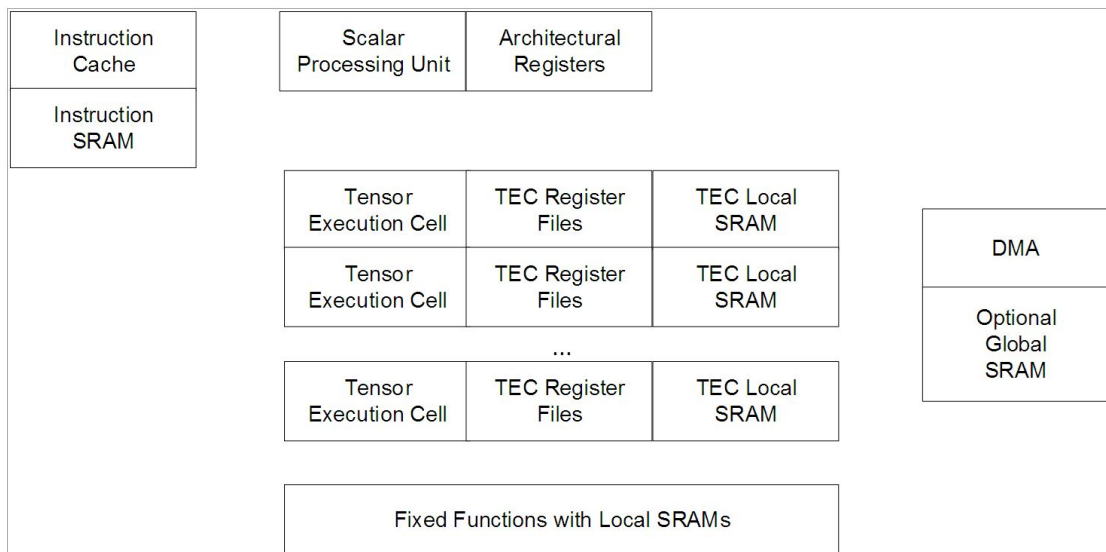 Instruction
Cache
Instruction
SRAM
Scalar
Processing Unit
Architectural
Registers
Tensor
Execution Cell
TEC Register
Files
TEC Local
SRAM
Tensor
Execution Cell
TEC Register
Files
TEC Local
SRAM
...
Tensor
Execution Cell
TEC Register
Files
TEC Local
SRAM
Fixed Functions with Local SRAMs
DMA
Optional
Global
SRAM